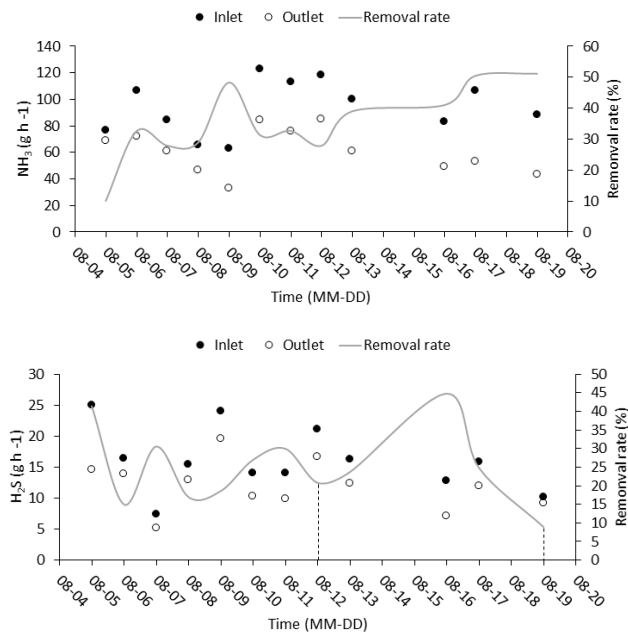 Inlet Outlet Removal rate
140 120 100 80 60 40 20 0
NH₃ (g h -1)
60 50 40 30 20 10 0
Remonval rate (%)
08-04 08-05 08-06 08-07 08-08 08-09 08-10 08-11 08-12 08-13 08-14 08-15 08-16 08-17 08-18 08-19 08-20
Time (MM-DD)
Inlet Outlet Removal rate
30 25 20 15 10 5 0
H₂S (g h -1)
50 45 40 35 30 25 20 15 10 5 0
Removal rate (%)
08-04 08-05 08-06 08-07 08-08 08-09 08-10 08-11 08-12 08-13 08-14 08-15 08-16 08-17 08-18 08-19 08-20
Time (MM-DD)